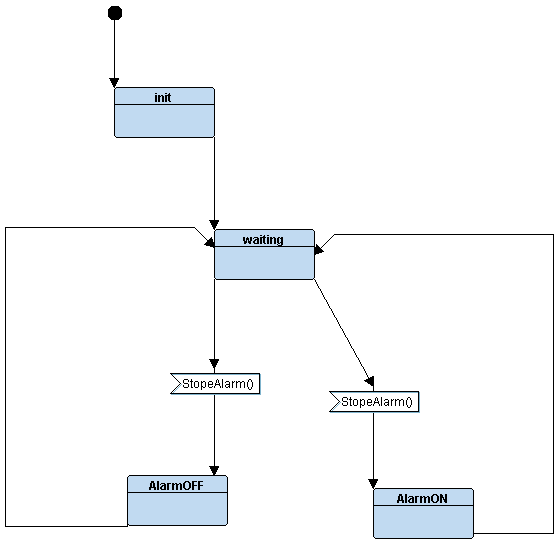 init
waiting
StopeAlarm()
StopeAlarm()
AlarmOFF
AlarmON